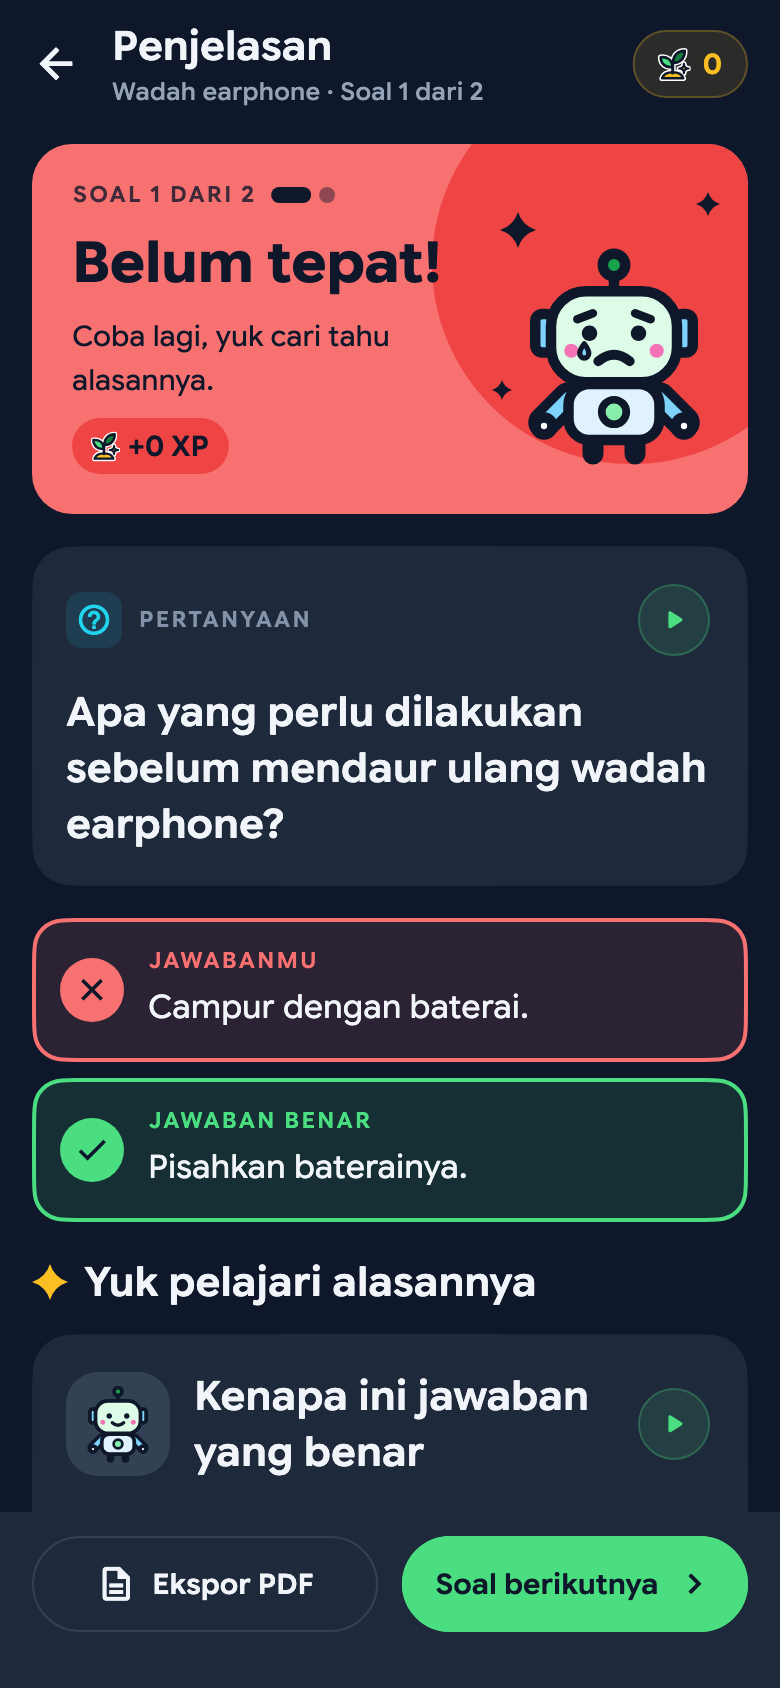 Penjelasan
Wadah earphone · Soal 1 dari 2
0
SOAL 1 DARI 2
Belum tepat!
Coba lagi, yuk cari tahu
alasannya.
+0 XP
PERTANYAAN
Apa yang perlu dilakukan
sebelum mendaur ulang wadah
earphone?
JAWABANMU
Campur dengan baterai.
JAWABAN BENAR
Pisahkan baterainya.
Yuk pelajari alasannya
Kenapa ini jawaban
yang benar
Ekspor PDF
Soal berikutnya